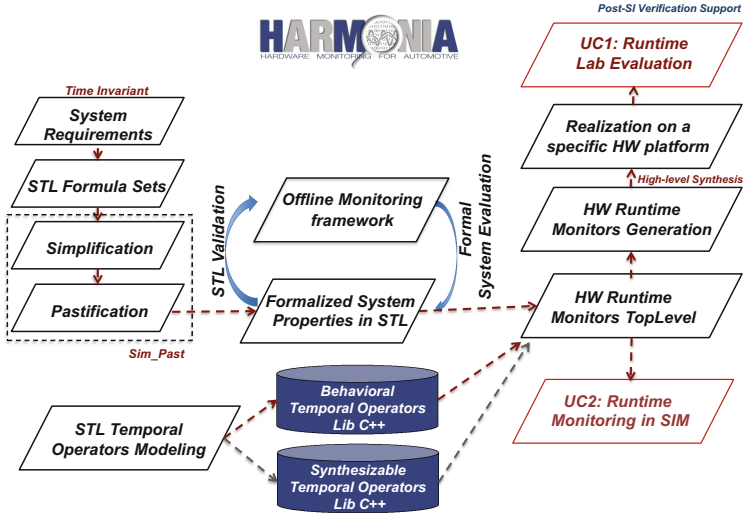 Post-SI Verification Support
HARMONIA
HARDWARE MONITORING FOR AUTOMOTIVE
UC1: Runtime
Lab Evaluation
Time Invariant
System
Requirements
Realization on a
specific HW platform
STL Formula Sets
High-level Synthesis
Offline Monitoring
framework
HW Runtime
Monitors Generation
Simplification
STL Validation
Formal
System Evaluation
Pastification
Formalized System
Properties in STL
HW Runtime
Monitors TopLevel
Sim_Past
Behavioral
Temporal Operators
Lib C++
UC2: Runtime
Monitoring in SIM
STL Temporal
Operators Modeling
Synthesizable
Temporal Operators
Lib C++